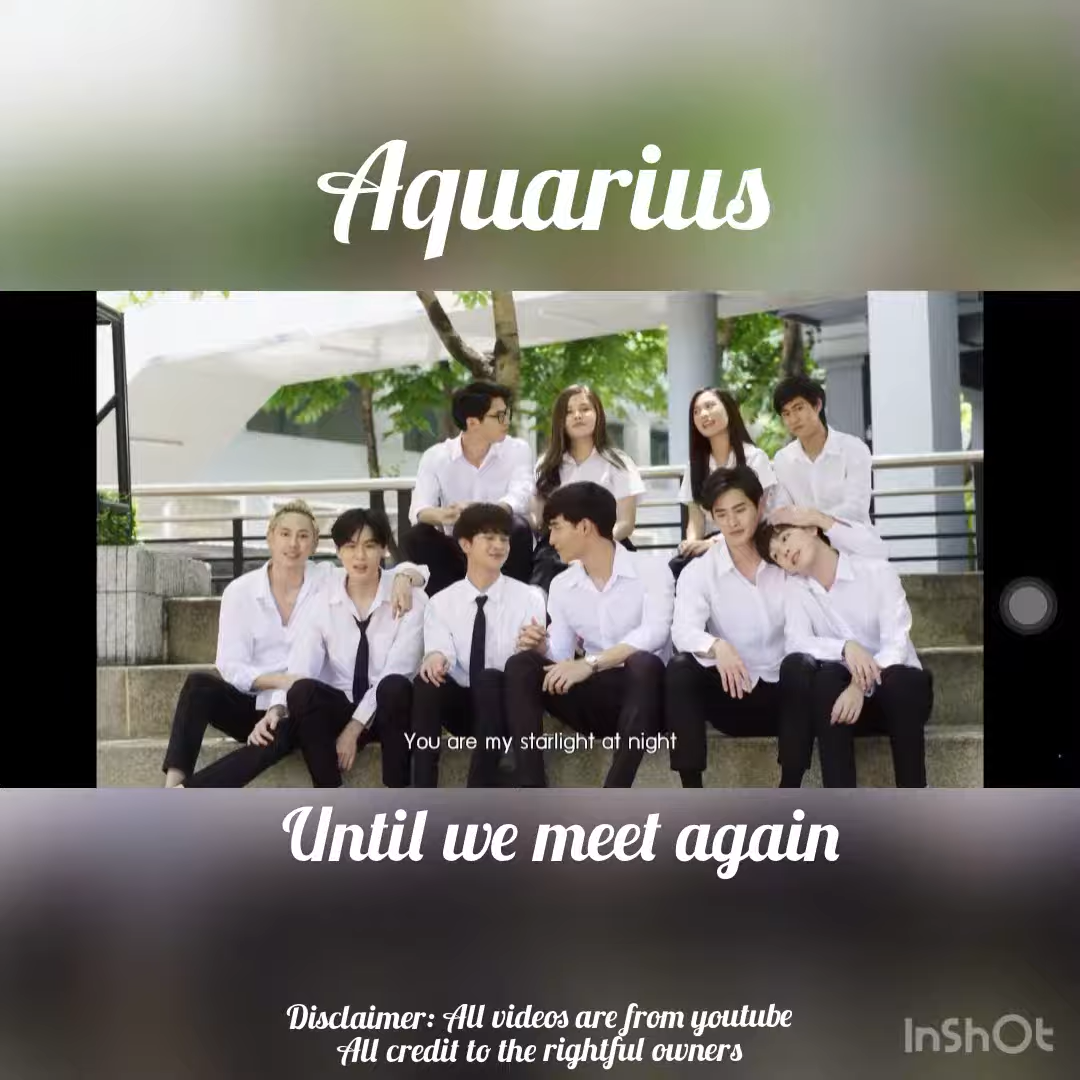 Aquarius
You are my starlight at night
Until we meet again
Disclaimer: All videos are from youtube
All credit to the rightful owners
InShOt